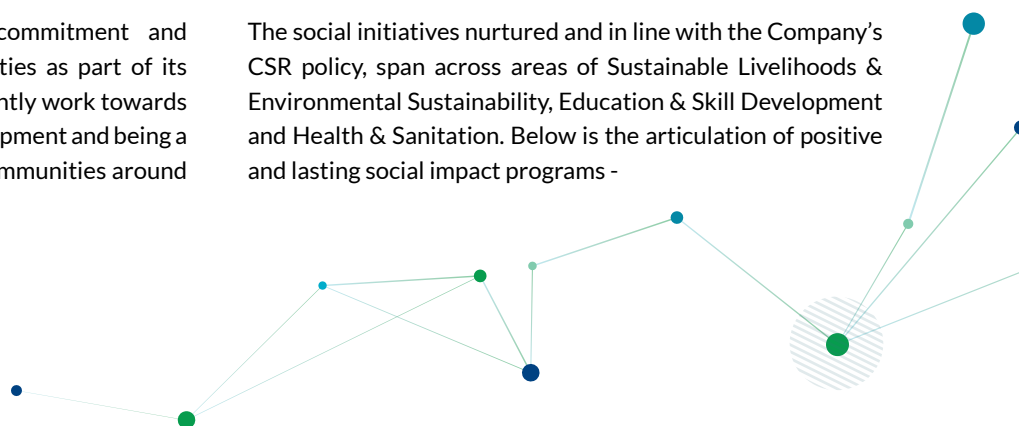 commitment and
ties as part of its
ntly work towards
pment and being a
mmunities around
The social initiatives nurtured and in line with the Company’s
CSR policy, span across areas of Sustainable Livelihoods &
Environmental Sustainability, Education & Skill Development
and Health & Sanitation. Below is the articulation of positive
and lasting social impact programs -